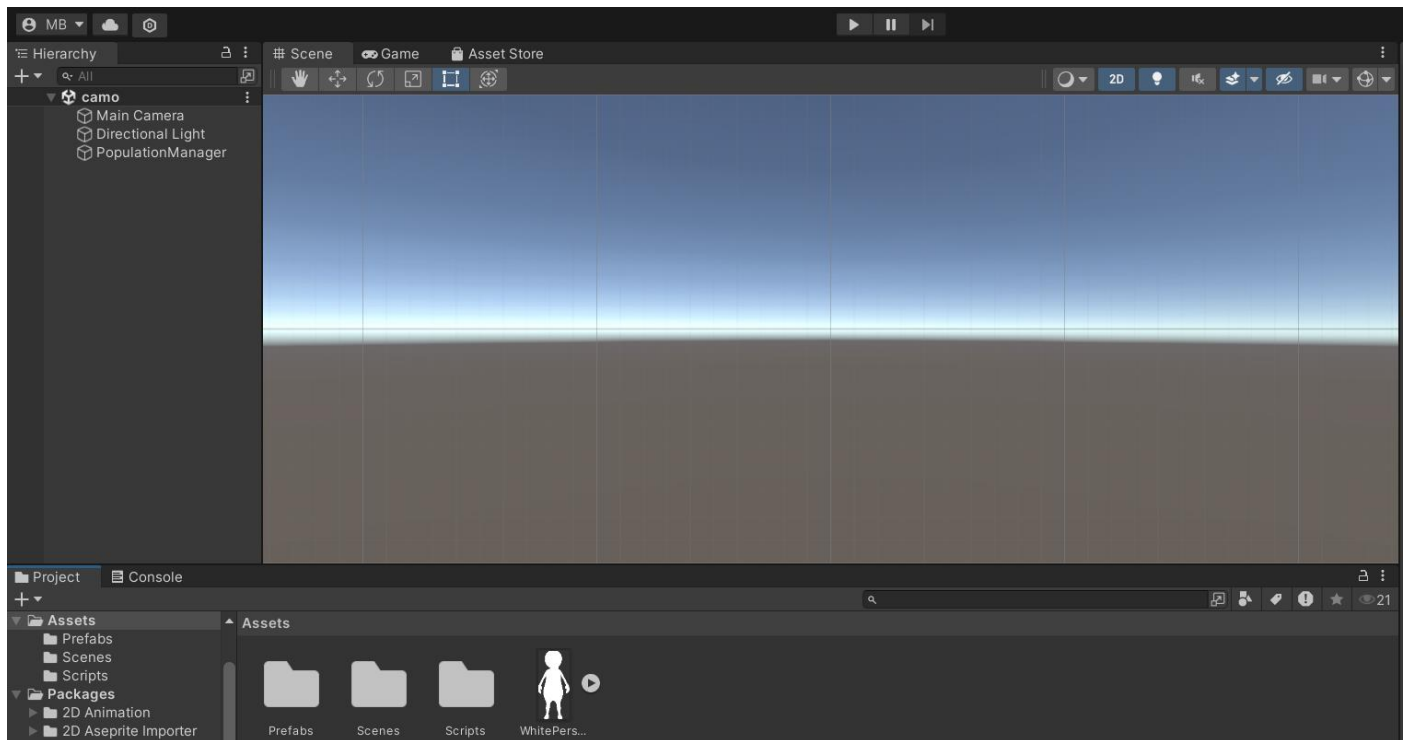 MB
Hierarchy
Scene
Game
Asset Store
All
2D
camo
Main Camera
Directional Light
PopulationManager
Project
Console
21
Assets
Prefabs
Scenes
Scripts
Packages
2D Animation
2D Aseprite Importer
Assets
Prefabs
Scenes
Scripts
WhitePers...